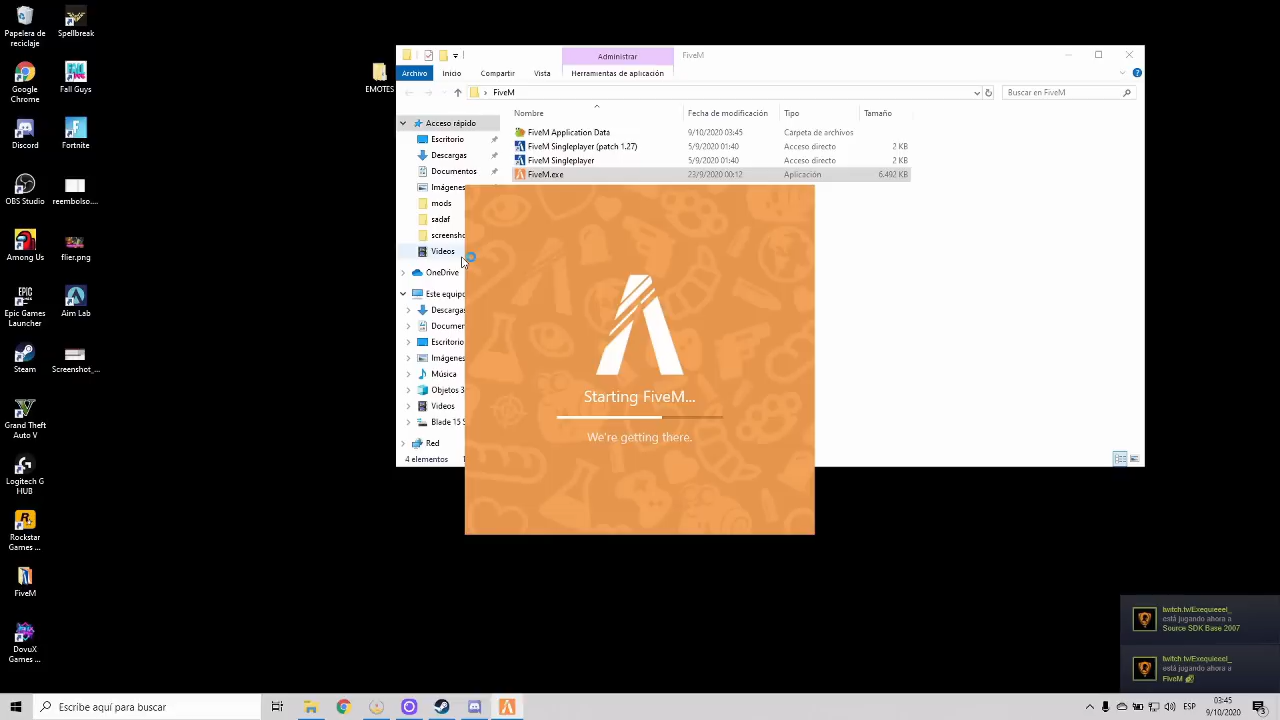 Papelera de
reciclaje
Spellbreak
Google
Chrome
Fall Guys
Discord
Fortnite
OBS Studio
reembolso....
Among Us
flier.png
Epic Games
Launcher
Aim Lab
Steam
Screenshot_...
Grand Theft
Auto V
Logitech G
HUB
Rockstar
Games ...
FiveM
DovuX
Games ...
EMOTES
Administrar
FiveM
Archivo
Inicio
Compartir
Vista
Herramientas de aplicación
FiveM
Buscar en FiveM
Nombre
Fecha de modificación
Tipo
Tamaño
FiveM Application Data
9/10/2020 03:45
Carpeta de archivos
FiveM Singleplayer (patch 1.27)
5/9/2020 01:40
Acceso directo
2 KB
FiveM Singleplayer
5/9/2020 01:40
Acceso directo
2 KB
FiveM.exe
23/9/2020 00:12
Aplicación
6.492 KB
Acceso rápido
Escritorio
Descargas
Documentos
Imágenes
mods
sadaf
screensho
Videos
OneDrive
Este equipo
Descargas
Documen
Escritorio
Imágenes
Música
Objetos 3
Videos
Blade 15 S
Red
4 elementos
EPIC
GAMES
Starting FiveM...
We're getting there.
twitch.tv/Exequieeel_
está jugando ahora a
Source SDK Base 2007
twitch.tv/Exequieeel_
está jugando ahora a
FiveM
Escribe aquí para buscar
ESP
03:45
9/10/2020
3